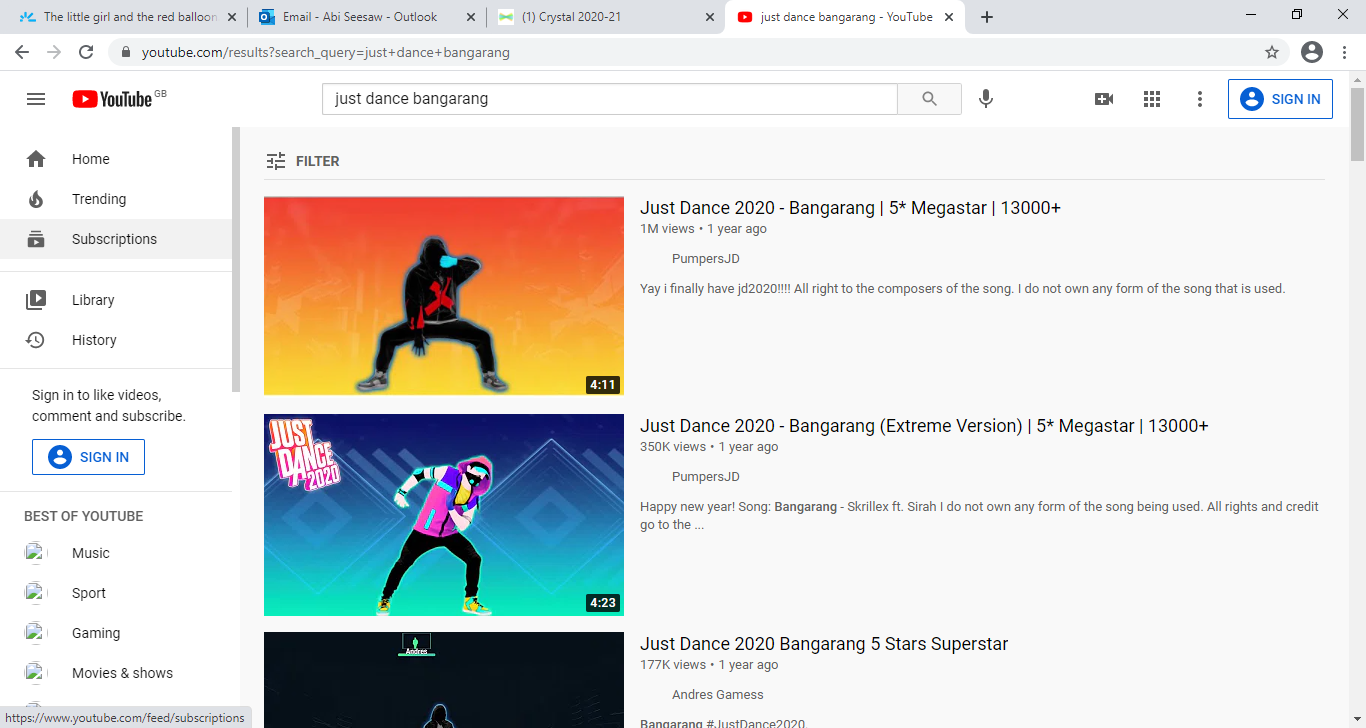 The little girl and the red balloon
Email - Abi Seesaw - Outlook
(1) Crystal 2020-21
just dance bangarang - YouTube
youtube.com/results?search_query=just+dance+bangarang
YouTube GB
just dance bangarang
SIGN IN
Home
Trending
Subscriptions
Library
History
Sign in to like videos,
comment and subscribe.
SIGN IN
BEST OF YOUTUBE
Music
Sport
Gaming
Movies & shows
https://www.youtube.com/feed/subscriptions
FILTER
4:11
Just Dance 2020 - Bangarang | 5* Megastar | 13000+
1M views • 1 year ago
PumpersJD
Yay i finally have jd2020!!!! All right to the composers of the song. I do not own any form of the song that is used.
JUST
DANCE
2020
4:23
Just Dance 2020 - Bangarang (Extreme Version) | 5* Megastar | 13000+
350K views • 1 year ago
PumpersJD
Happy new year! Song: Bangarang - Skrillex ft. Sirah I do not own any form of the song being used. All rights and credit
go to the ...
Andres
Just Dance 2020 Bangarang 5 Stars Superstar
177K views • 1 year ago
Andres Gamess
Bangarang #JustDance2020.